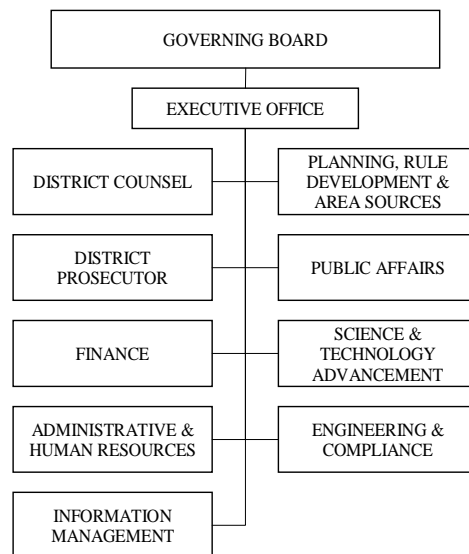 GOVERNING BOARD
EXECUTIVE OFFICE
DISTRICT COUNSEL
PLANNING, RULE
DEVELOPMENT &
AREA SOURCES
DISTRICT
PROSECUTOR
PUBLIC AFFAIRS
FINANCE
SCIENCE &
TECHNOLOGY
ADVANCEMENT
ADMINISTRATIVE &
HUMAN RESOURCES
ENGINEERING &
COMPLIANCE
INFORMATION
MANAGEMENT